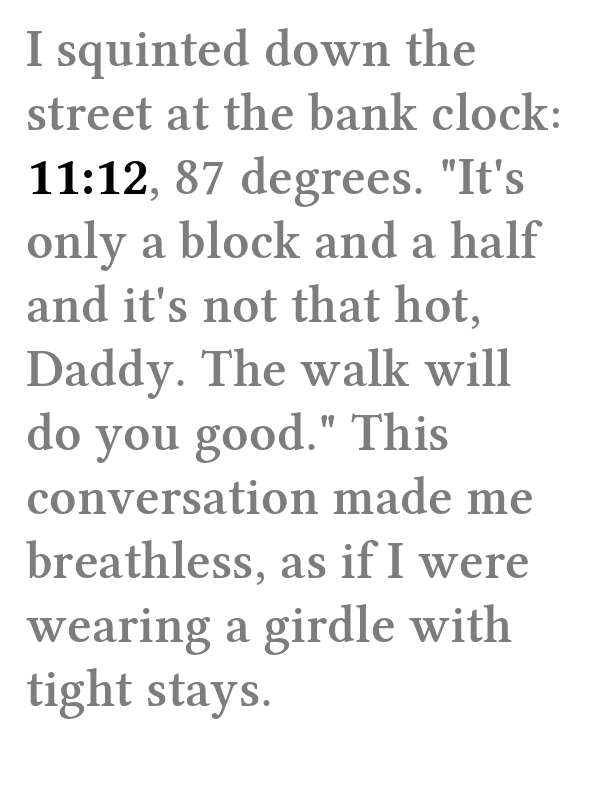 I squinted down the
street at the bank clock:
11:12, 87 degrees. "It's
only a block and a half
and it's not that hot,
Daddy. The walk will
do you good." This
conversation made me
breathless, as if I were
wearing a girdle with
tight stays.